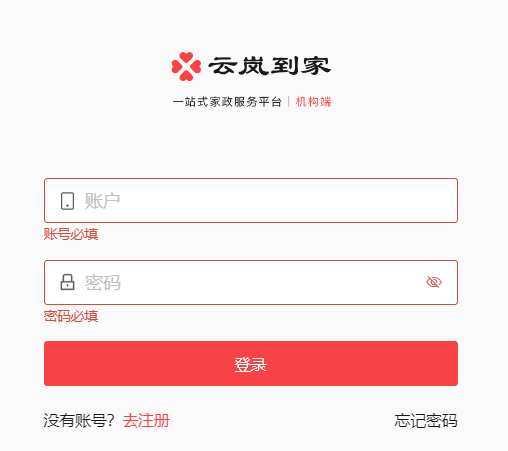 云岚到家
一站式家政服务平台｜机构端
账户
账号必填
密码
密码必填
登录
没有账号？去注册 忘记密码